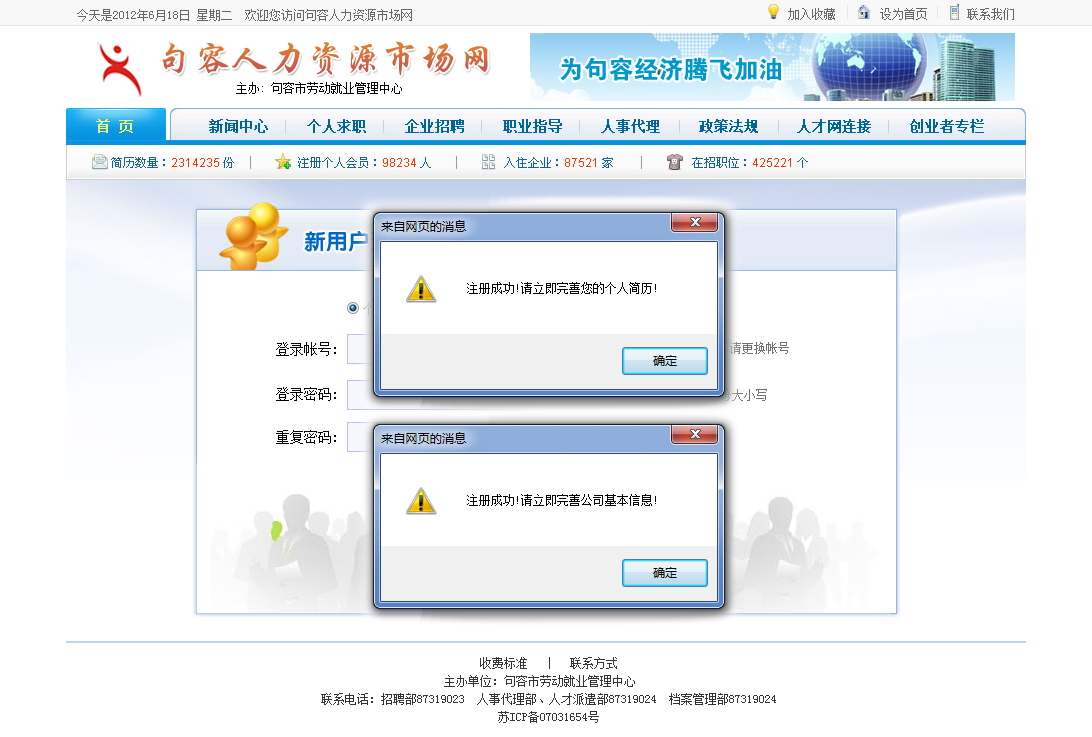 今天是2012年6月18日 星期二 欢迎您访问句容人力资源市场网
加入收藏 设为首页 联系我们
句容人力资源市场网
主办：句容市劳动就业管理中心
为句容经济腾飞加油
首 页 新闻中心 个人求职 企业招聘 职业指导 人事代理 政策法规 人才网连接 创业者专栏
简历数量：2314235 份 | 注册个人会员：98234 人 | 入住企业：87521 家 | 在招职位：425221 个
新用户
来自网页的消息
注册成功!请立即完善您的个人简历!
确定
登录帐号：
请更换帐号
登录密码：
大小写
重复密码：
来自网页的消息
注册成功!请立即完善公司基本信息!
确定
收费标准 | 联系方式
主办单位：句容市劳动就业管理中心
联系电话：招聘部87319023 人事代理部、人才派遣部87319024 档案管理部87319024
苏ICP备07031654号